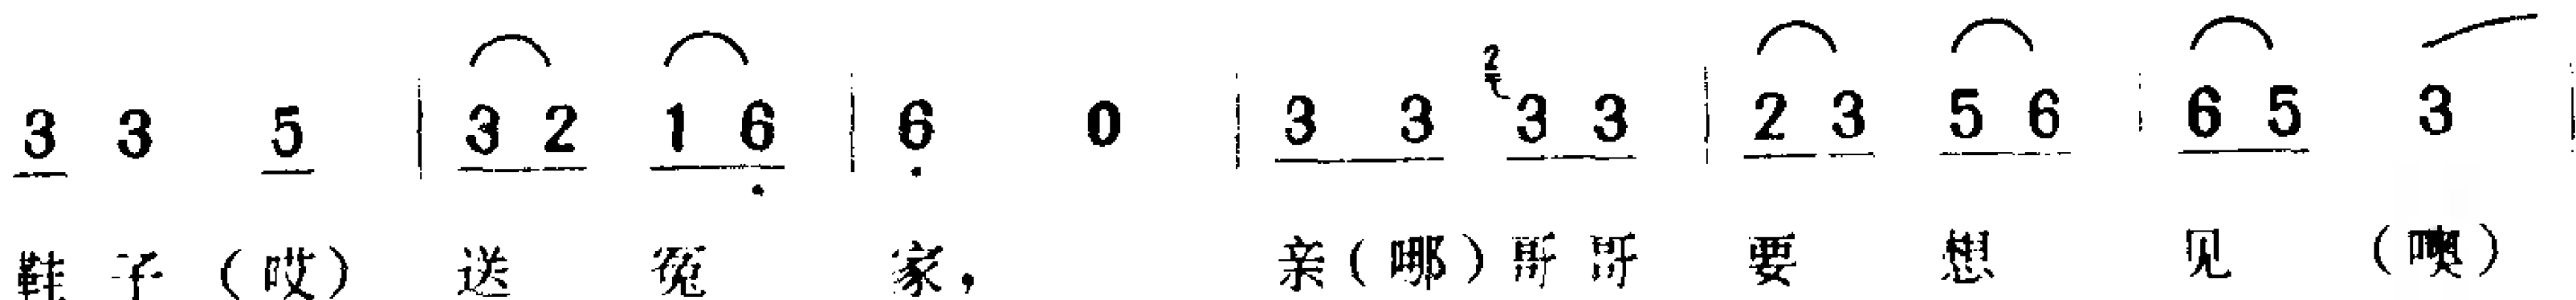 3 3 5 | 3 2 1 6 | 6 0 | 3 3 2 3 3 | 2 3 5 6 | 6 5 3 |
鞋 子 （哎） 送 冤 家， 亲（哪）哥 哥 要 想 见 （噢）